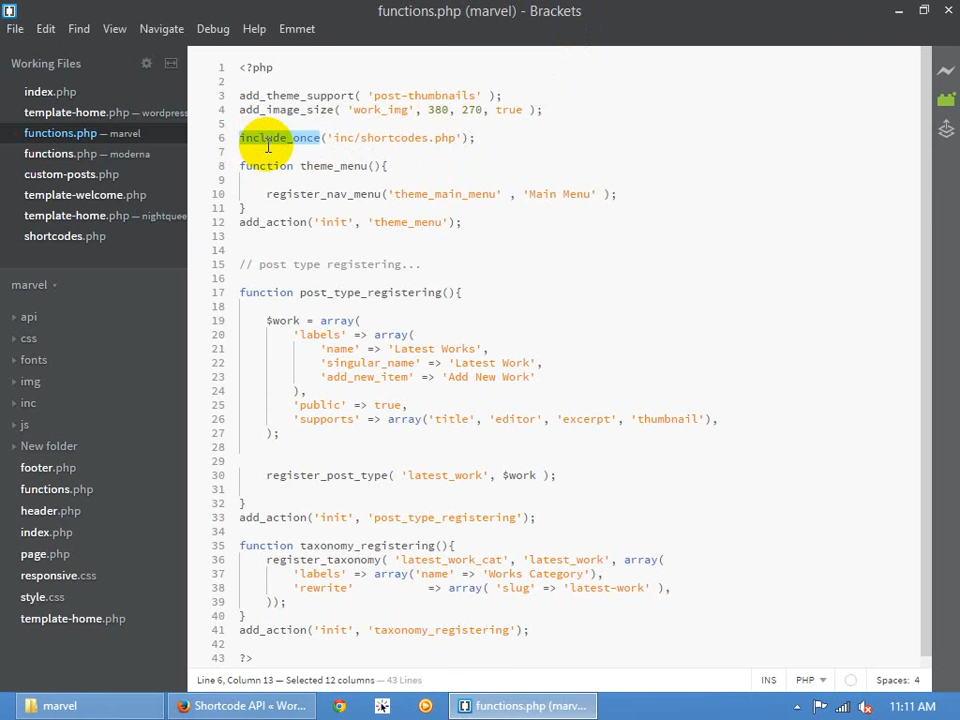 functions.php (marvel) - Brackets
File Edit Find View Navigate Debug Help Emmet
Working Files
index.php
template-home.php — wordpress
functions.php — marvel
functions.php — moderna
custom-posts.php
template-welcome.php
template-home.php — nightquee
shortcodes.php
marvel
api
css
fonts
img
inc
js
New folder
footer.php
functions.php
header.php
index.php
page.php
responsive.css
style.css
template-home.php
1 <?php
2
3 add_theme_support( 'post-thumbnails' );
4 add_image_size( 'work_img', 380, 270, true );
5
6 include_once('inc/shortcodes.php');
7
8 function theme_menu(){
9
10 register_nav_menu('theme_main_menu' , 'Main Menu' );
11 }
12 add_action('init', 'theme_menu');
13
14
15 // post type registering...
16
17 function post_type_registering(){
18
19 $work = array(
20 'labels' => array(
21 'name' => 'Latest Works',
22 'singular_name' => 'Latest Work',
23 'add_new_item' => 'Add New Work'
24 ),
25 'public' => true,
26 'supports' => array('title', 'editor', 'excerpt', 'thumbnail'),
27 );
28
29
30 register_post_type( 'latest_work', $work );
31
32 }
33 add_action('init', 'post_type_registering');
34
35 function taxonomy_registering(){
36 register_taxonomy( 'latest_work_cat', 'latest_work', array(
37 'labels' => array('name' => 'Works Category'),
38 'rewrite' => array( 'slug' => 'latest-work' ),
39 ));
40 }
41 add_action('init', 'taxonomy_registering');
42
43 ?>
Line 6, Column 13 — Selected 12 columns — 43 Lines
INS PHP Spaces: 4
marvel
Shortcode API « Wor...
functions.php (marv...
11:11 AM